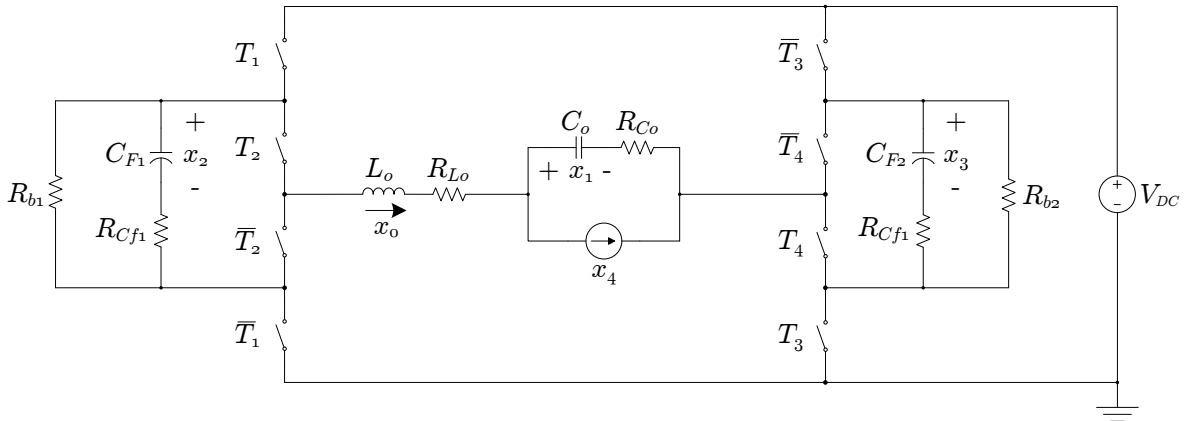 T₁
T̅₃
+
C_F₁
x₂
-
T₂
C_o
R_Co
+ x₁ -
T̅₄
+
C_F₂
x₃
-
R_b1
R_Cf1
L_o
R_Lo
x₀
T̅₂
x₄
T₄
R_Cf1
R_b2
+
-
V_DC
T̅₁
T₃